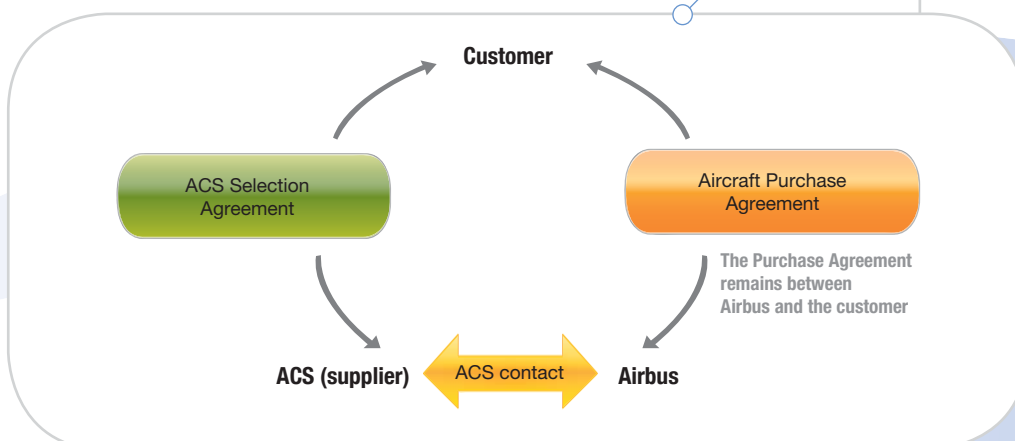 Customer
ACS Selection
Agreement
Aircraft Purchase
Agreement
The Purchase Agreement
remains between
Airbus and the customer
ACS (supplier)
ACS contact
Airbus